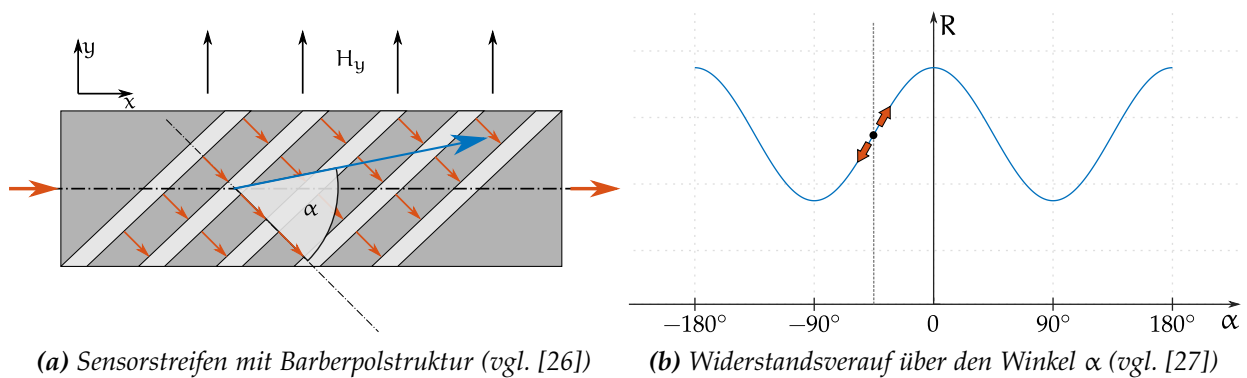 y
x
H_y
α
(a) Sensorstreifen mit Barberpolstruktur (vgl. [26])
R
−180°
−90°
0
90°
180°
α
(b) Widerstandsverauf über den Winkel α (vgl. [27])